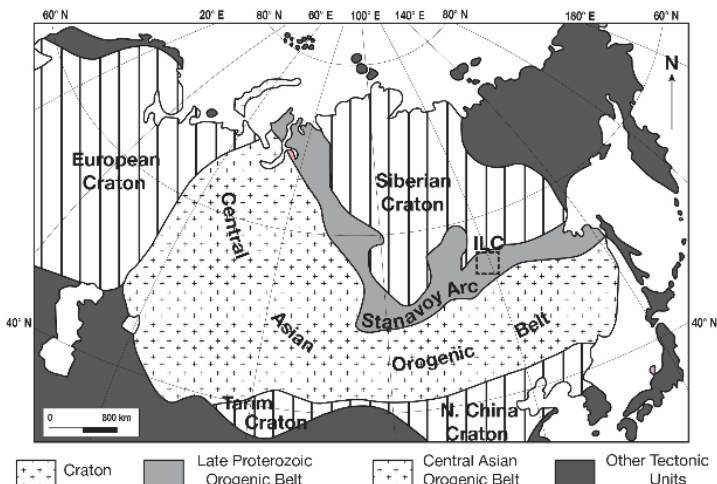 60° N 20° E 80° N 60° E 100° E 140° E 80° N 180° E 60° N
N
European
Craton
Siberian
Craton
Central
ILC
Stanavoy Arc
40° N
Asian
Belt
40° N
Orogenic
0 800 km
Tarim
Craton
N. China
Craton
Craton
Late Proterozoic
Orogenic Belt
Central Asian
Orogenic Belt
Other Tectonic
Units